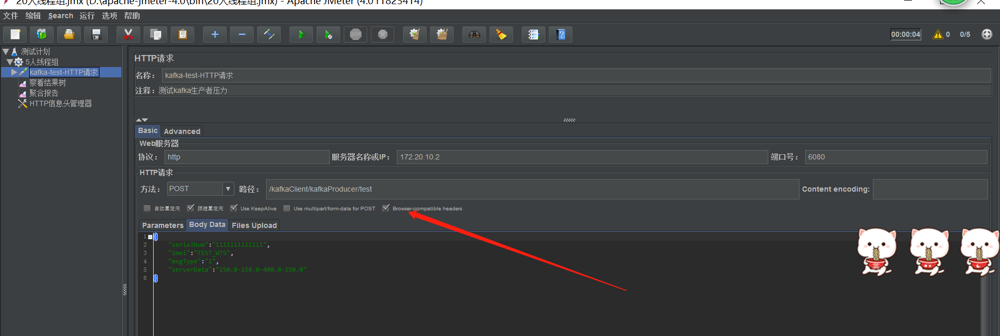 20人线程组.jmx (D:\apache-jmeter-4.0\bin\20人线程组.jmx) - Apache JMeter (4.0 r1823414)
文件 编辑 Search 运行 选项 帮助
STOP
00:00:04 0 0/5
测试计划
5人线程组
kafka-test-HTTP请求
察看结果树
聚合报告
HTTP信息头管理器
HTTP请求
名称： kafka-test-HTTP请求
注释： 测试kafka生产者压力
Basic Advanced
Web服务器
协议： http 服务器名称或IP： 172.20.10.2 端口号： 6080
HTTP请求
方法： POST 路径： /kafkaClient/kafkaProducer/test Content encoding:
自动重定向 跟随重定向 Use KeepAlive Use multipart/form-data for POST Browser-compatible headers
Parameters Body Data Files Upload
1 {
2 "serialNum":"1111111111111",
3 "imei":"TEST_WTS",
4 "msgType":"1",
5 "serverData":"150.0-150.0-400.0-250.0"
6 }
英